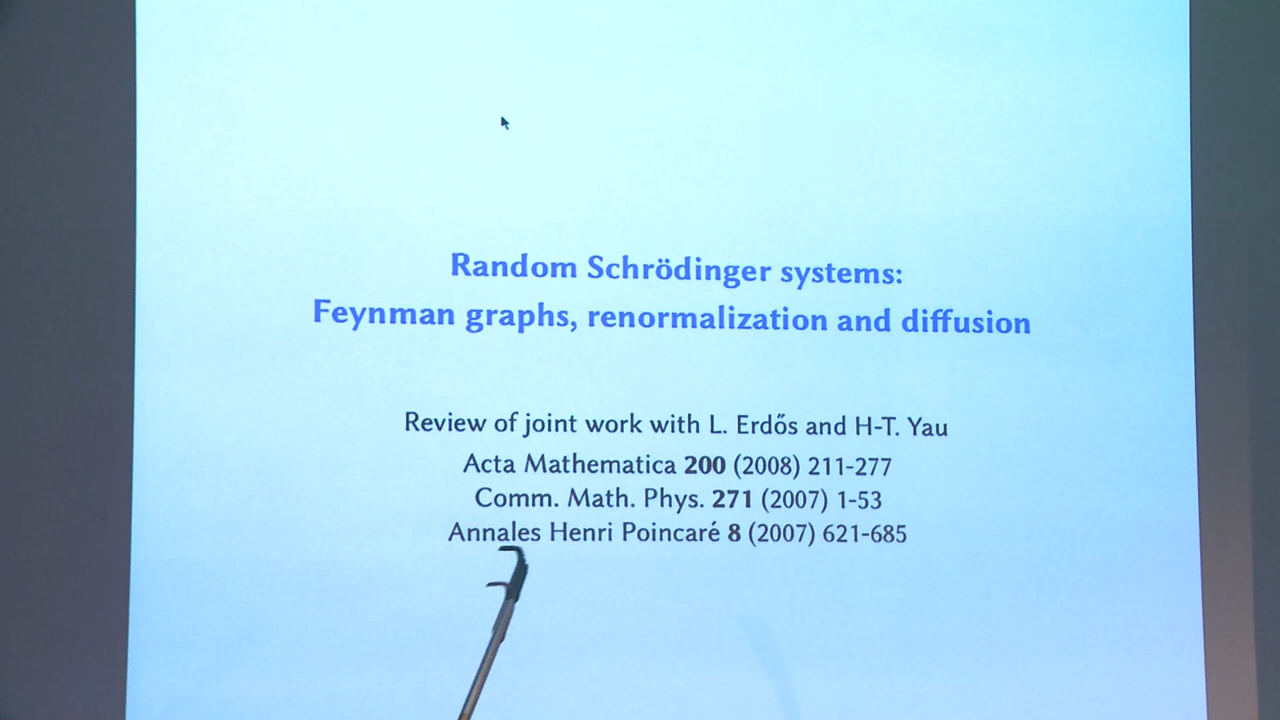 Random Schrödinger systems:
Feynman graphs, renormalization and diffusion
Review of joint work with L. Erdős and H-T. Yau
Acta Mathematica 200 (2008) 211-277
Comm. Math. Phys. 271 (2007) 1-53
Annales Henri Poincaré 8 (2007) 621-685